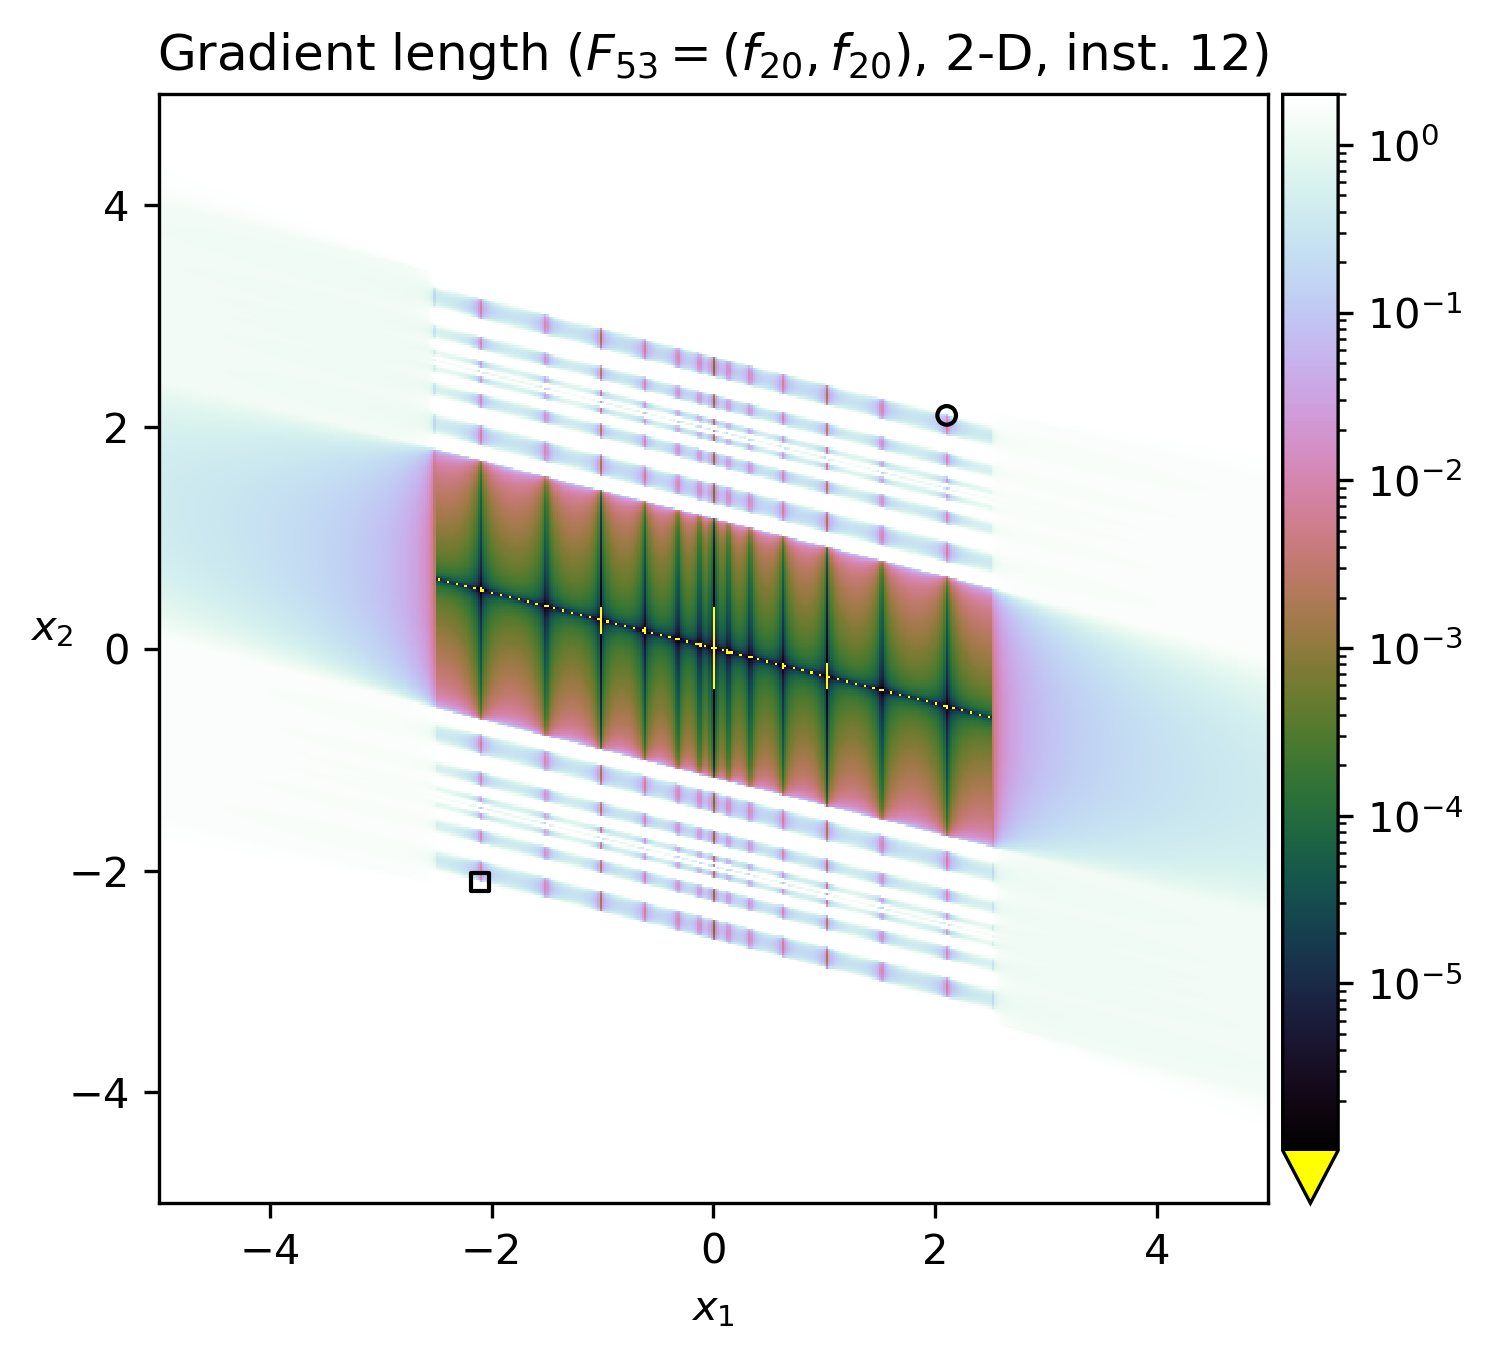 Gradient length (F₅₃ = (f₂₀, f₂₀), 2-D, inst. 12)
10⁰
10⁻¹
10⁻²
10⁻³
10⁻⁴
10⁻⁵
4
2
0
−2
−4
x₂
−4 −2 0 2 4
x₁